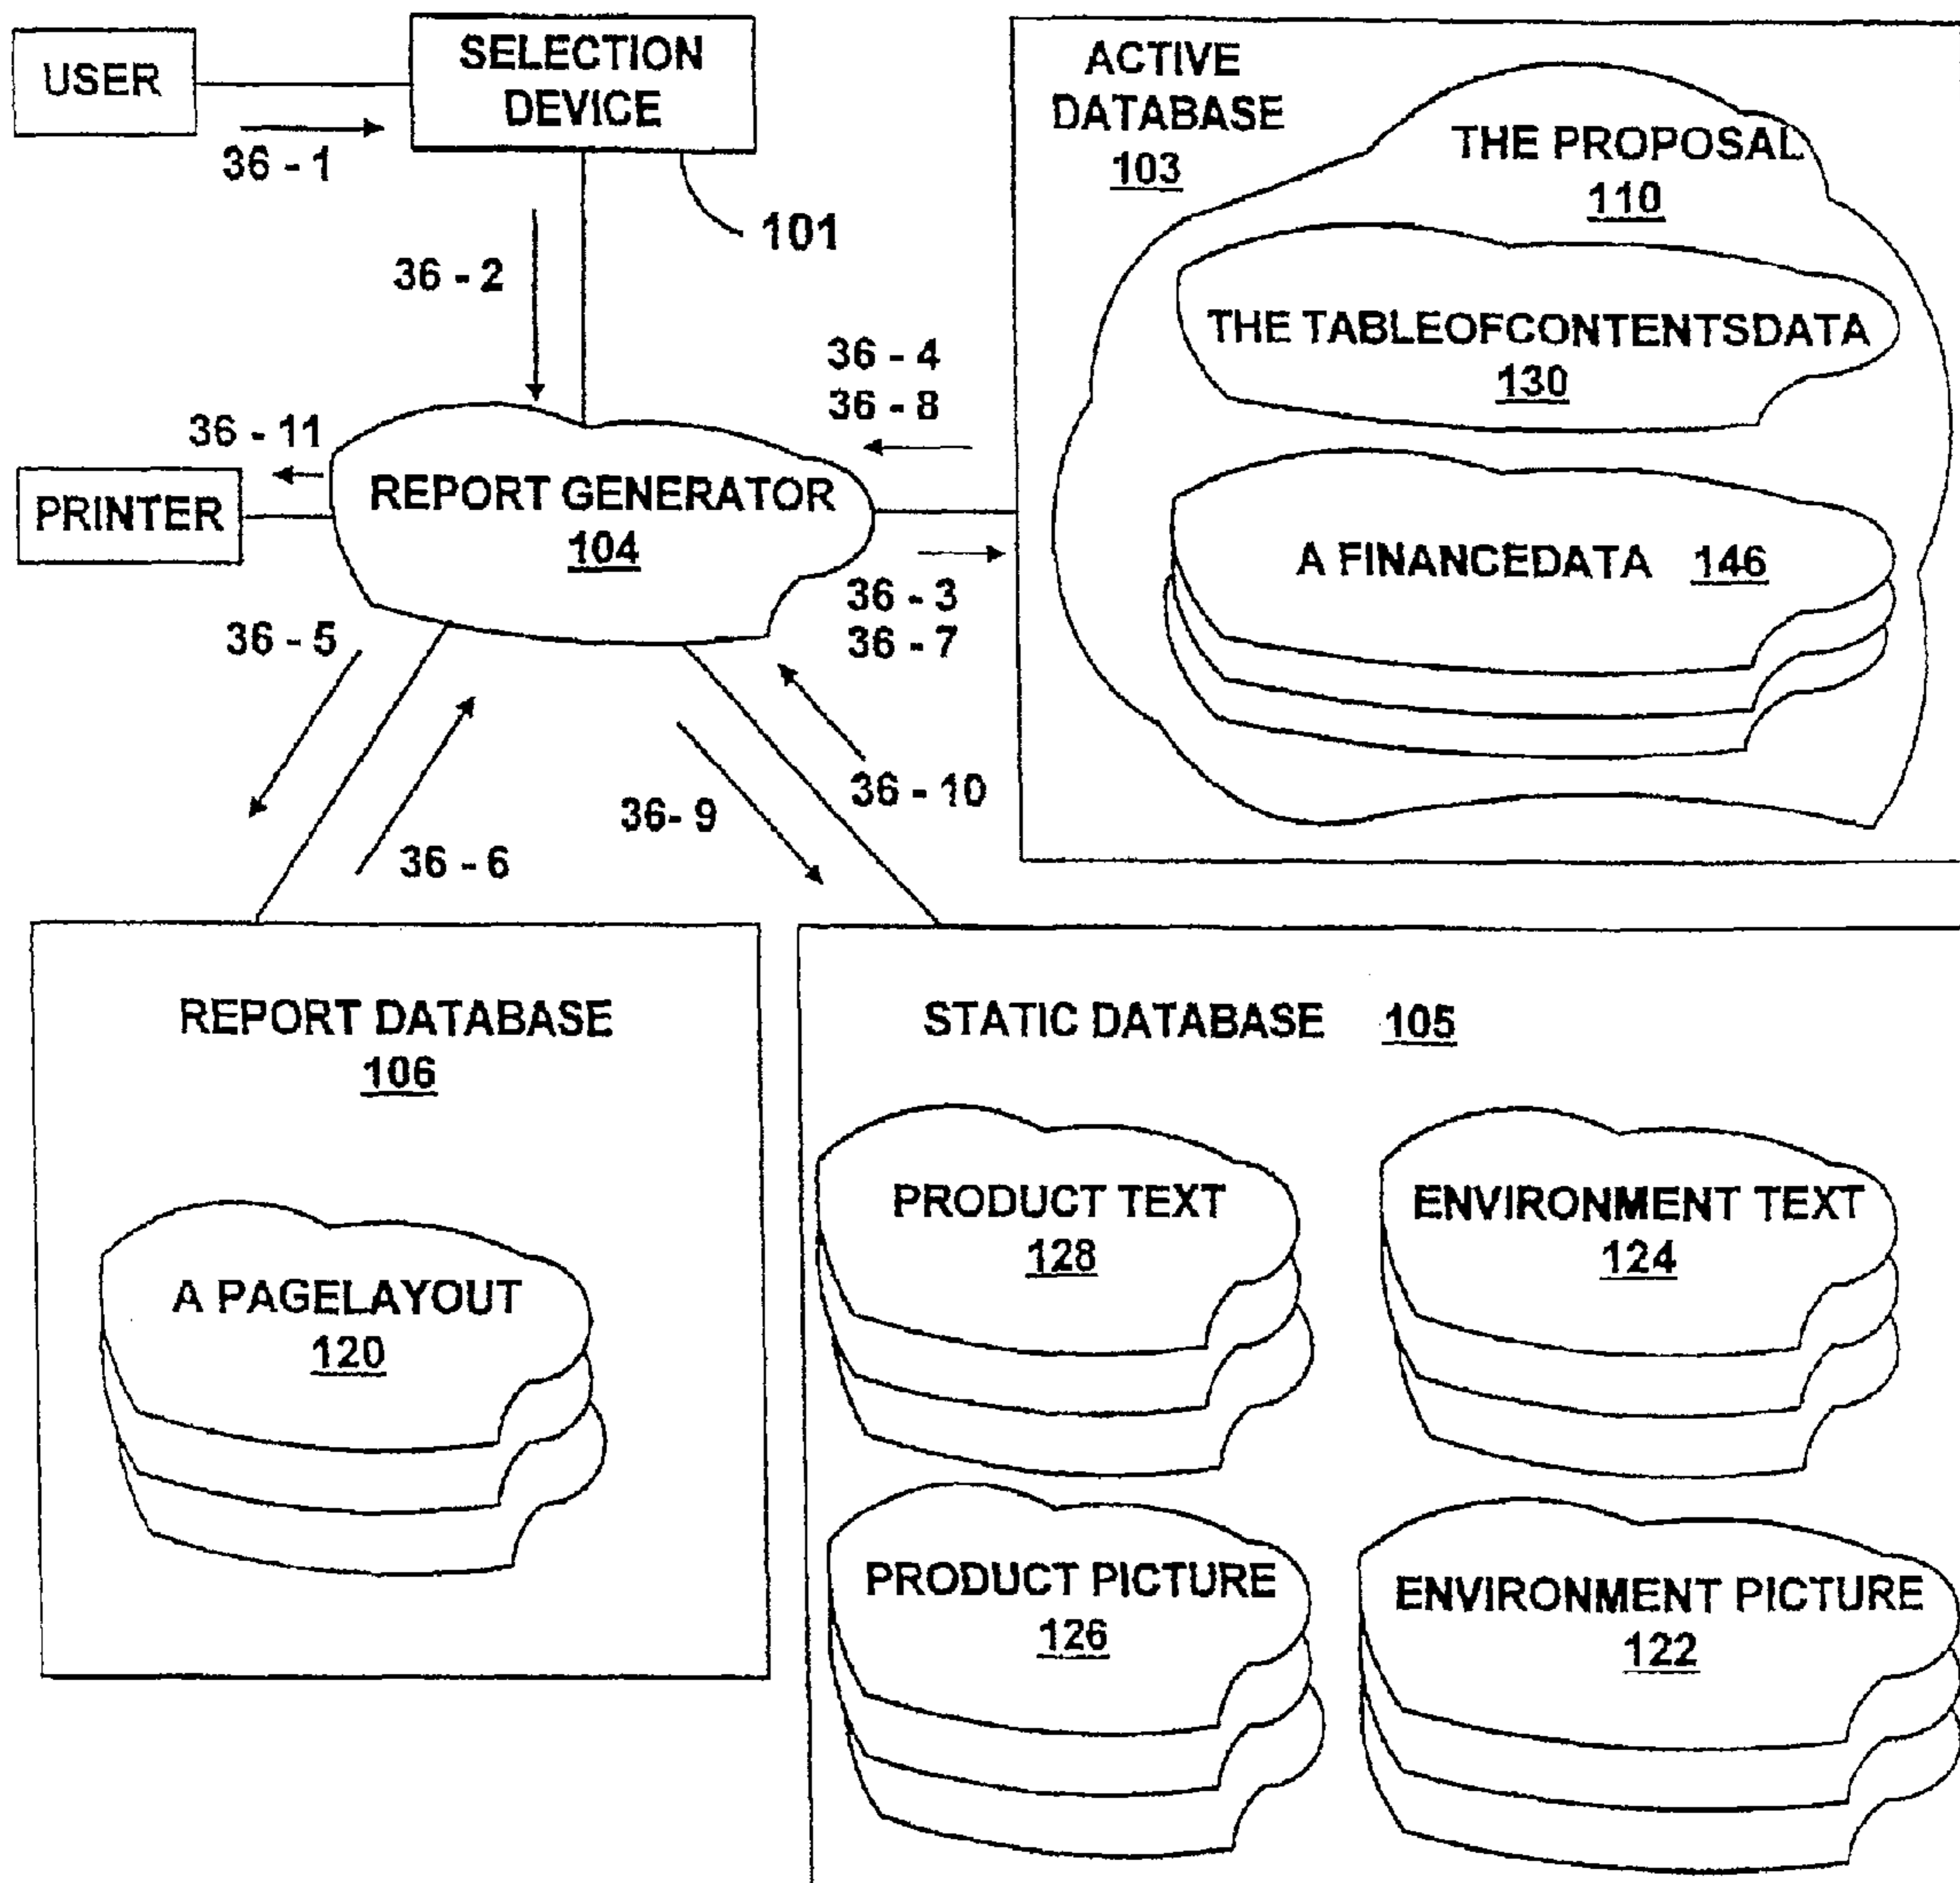 USER
SELECTION
DEVICE
36 - 1
101
36 - 2
ACTIVE
DATABASE
103
THE PROPOSAL
110
THE TABLEOFCONTENTSDATA
130
A FINANCEDATA 146
36 - 4
36 - 8
36 - 11
PRINTER
REPORT GENERATOR
104
36 - 3
36 - 7
36 - 5
36 - 6
36- 9
36 - 10
REPORT DATABASE
106
A PAGELAYOUT
120
STATIC DATABASE 105
PRODUCT TEXT
128
ENVIRONMENT TEXT
124
PRODUCT PICTURE
126
ENVIRONMENT PICTURE
122